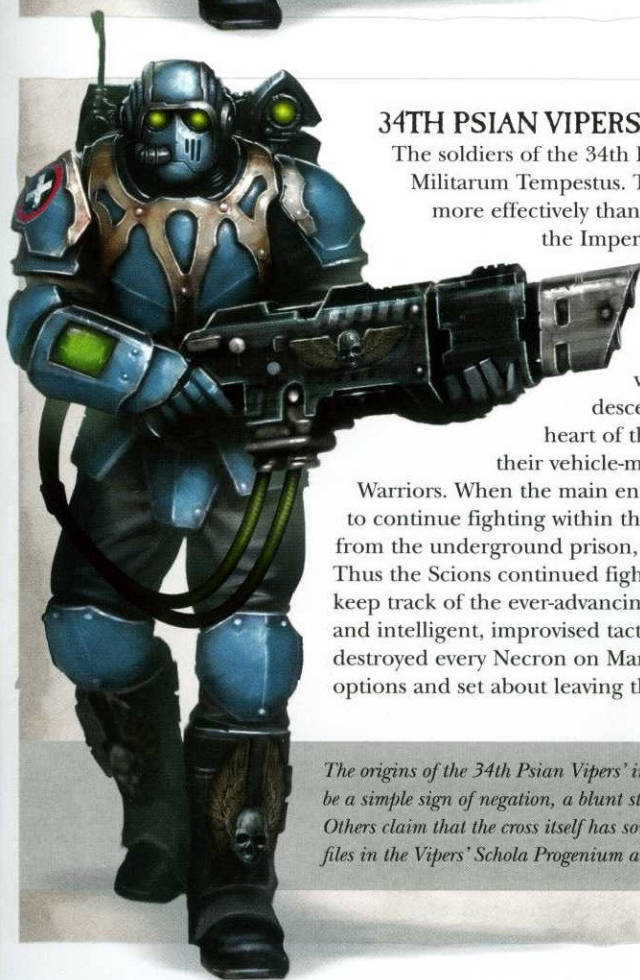 34TH PSIAN VIPERS
The soldiers of the 34th
Militarum Tempestus.
more effectively than
the Imper
desce
heart of th
their vehicle-m
Warriors. When the main en
to continue fighting within th
from the underground prison,
Thus the Scions continued figh
keep track of the ever-advancin
and intelligent, improvised tact
destroyed every Necron on Mar
options and set about leaving th
The origins of the 34th Psian Vipers' i
be a simple sign of negation, a blunt st
Others claim that the cross itself has so
files in the Vipers' Schola Progenium a